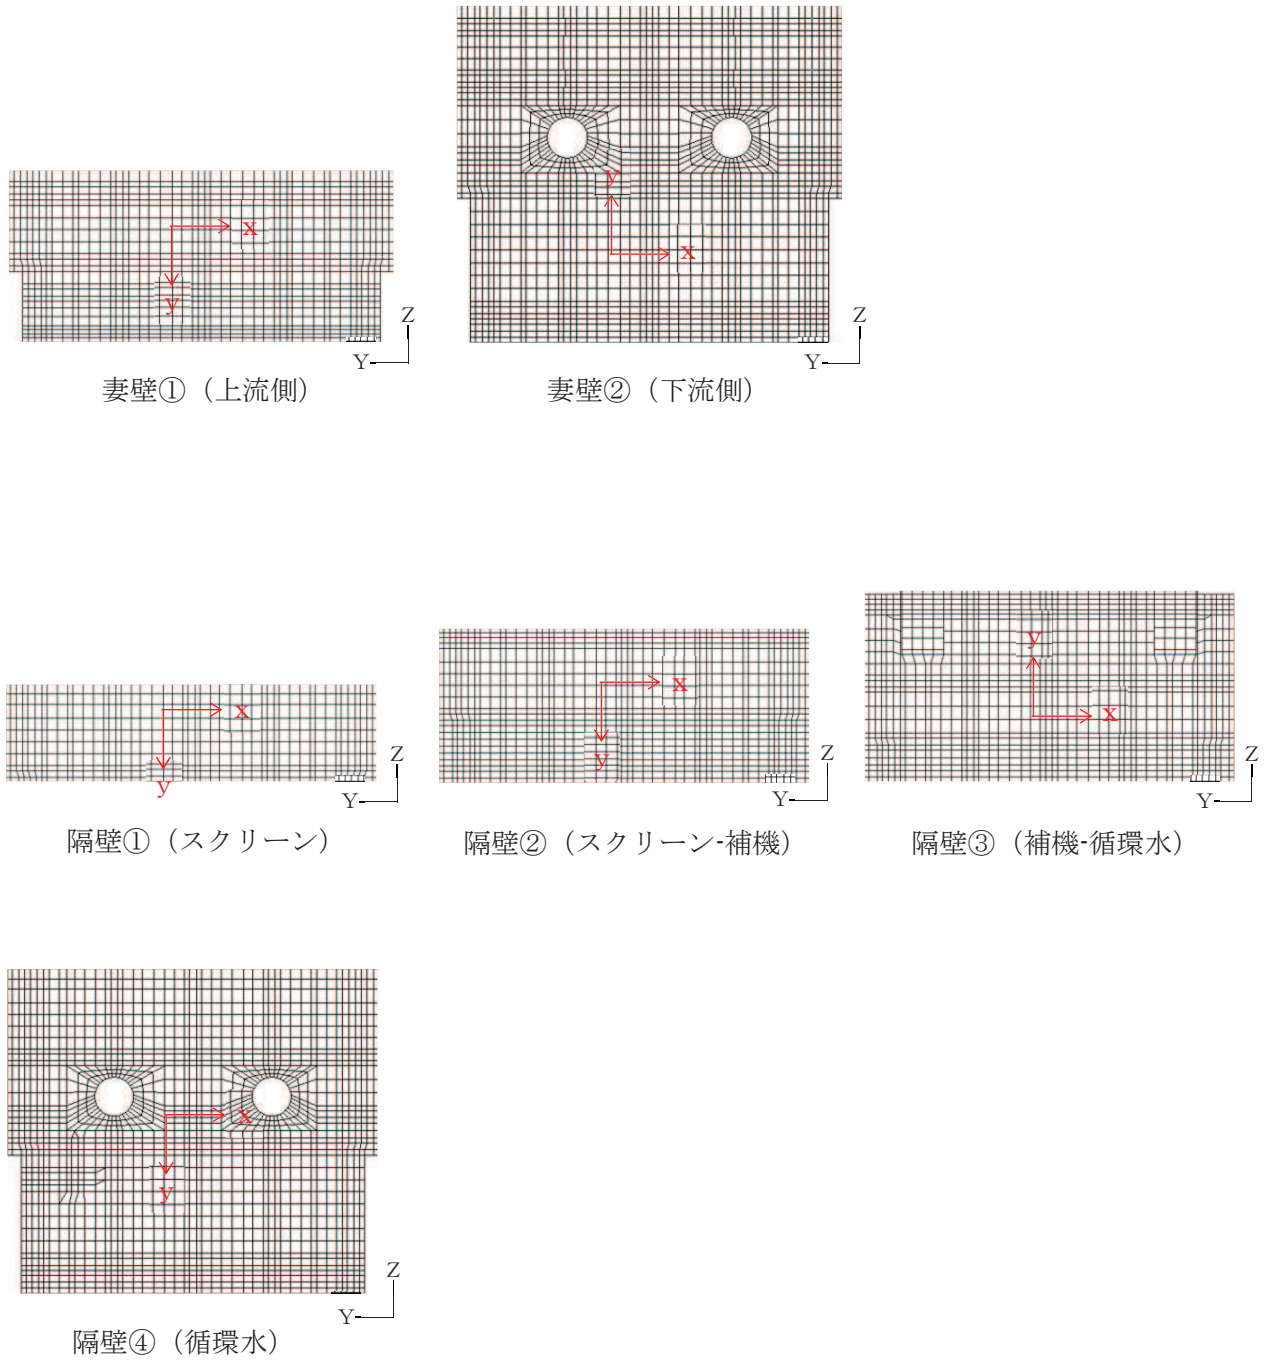 y
x
x
y
Z
Y
Z
Y
妻壁①（上流側）
妻壁②（下流側）
y
x
x
x
y
y
Z
Y
Z
Y
Z
Y
隔壁①（スクリーン）
隔壁②（スクリーン-補機）
隔壁③（補機-循環水）
x
y
Z
Y
隔壁④（循環水）